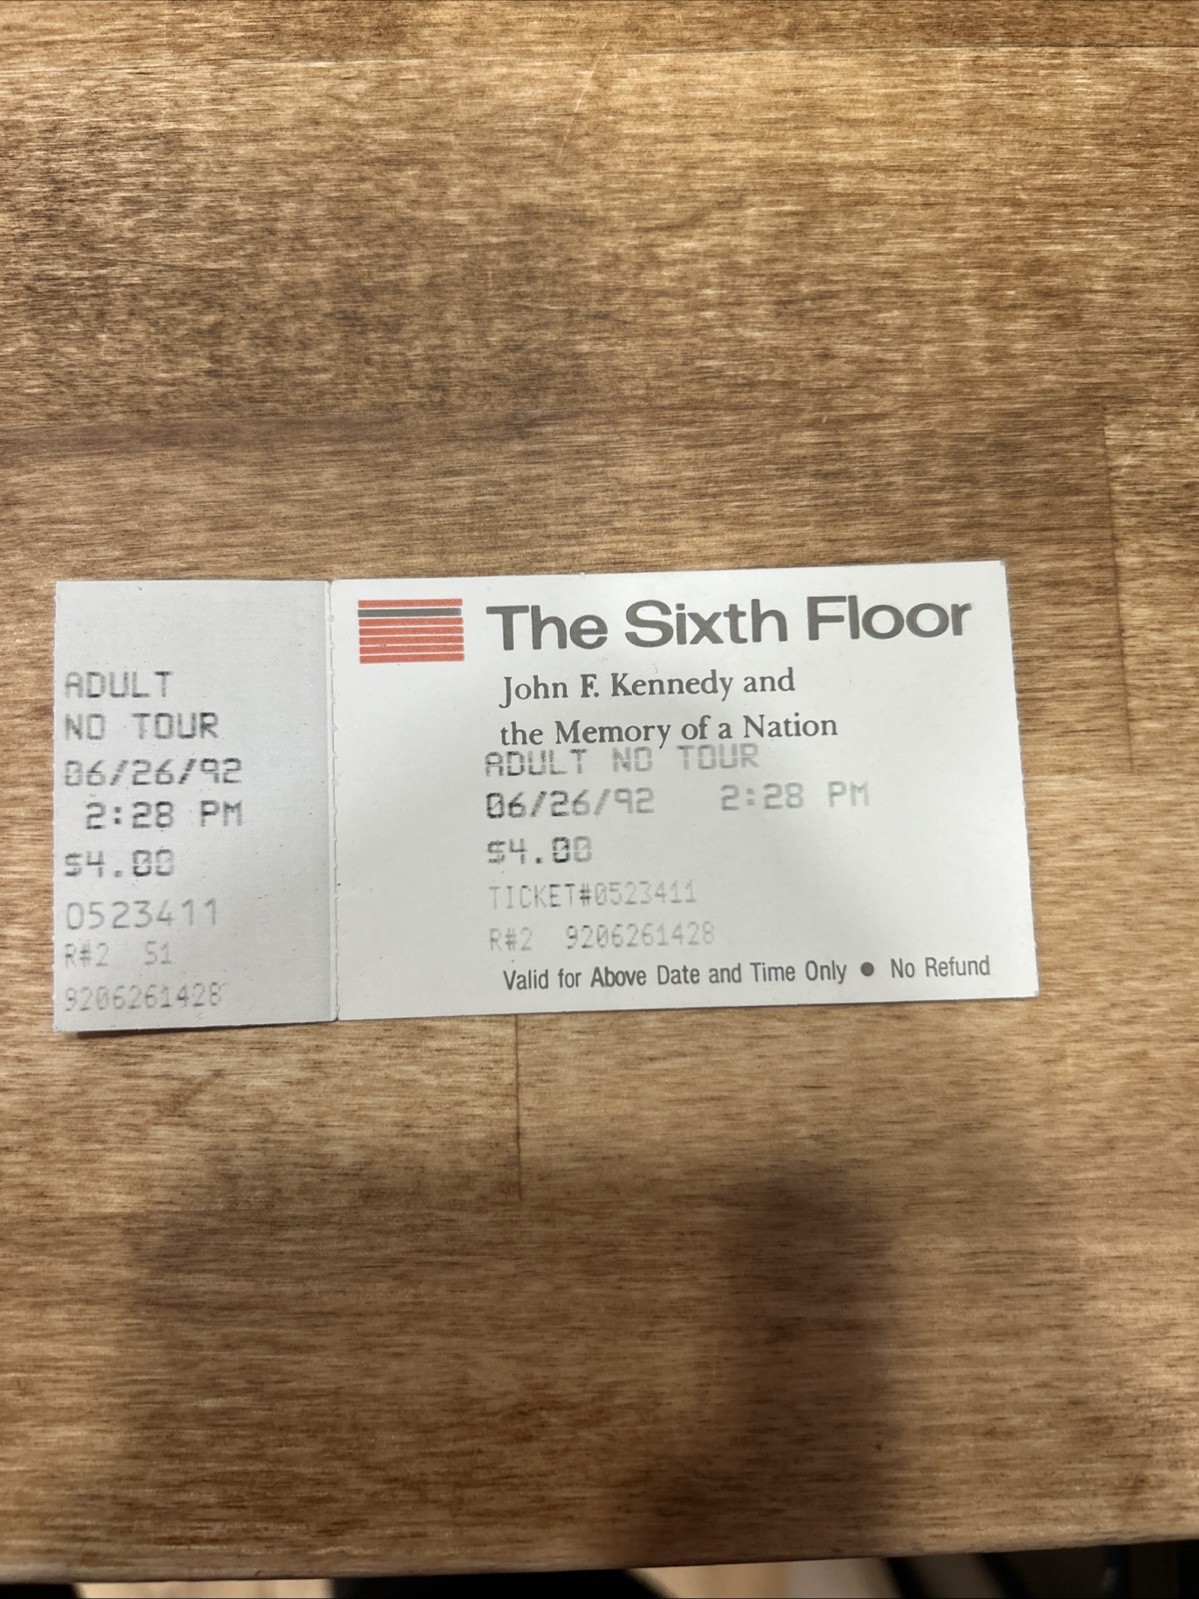 ADULT
NO TOUR
06/26/92
2:28 PM
$4.00
0523411
R#2 51
9206261428
The Sixth Floor
John F. Kennedy and
the Memory of a Nation
ADULT NO TOUR
06/26/92 2:28 PM
$4.00
TICKET#0523411
R#2 9206261428
Valid for Above Date and Time Only ● No Refund